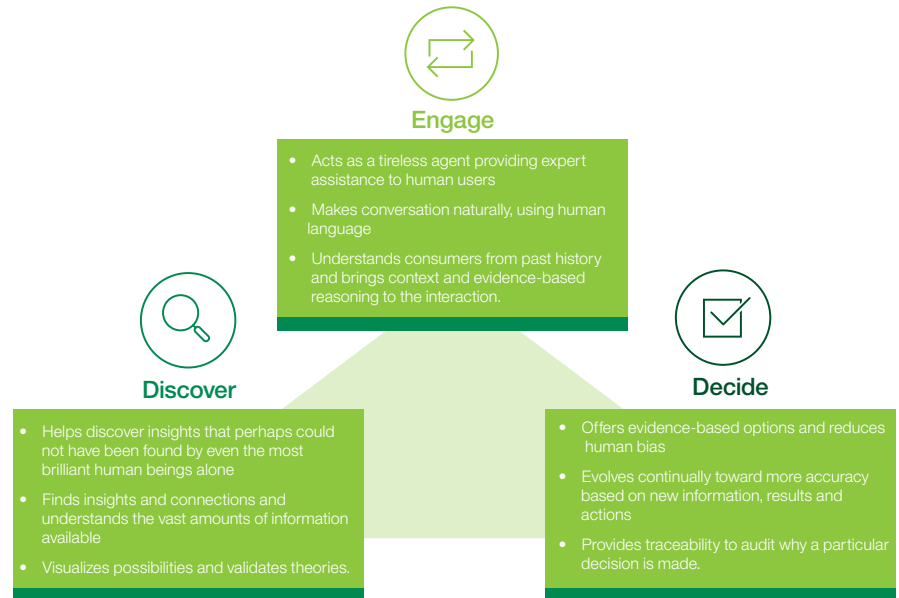 Engage
• Acts as a tireless agent providing expert
assistance to human users
• Makes conversation naturally, using human
language
• Understands consumers from past history
and brings context and evidence-based
reasoning to the interaction.
Discover
• Helps discover insights that perhaps could
not have been found by even the most
brilliant human beings alone
• Finds insights and connections and
understands the vast amounts of information
available
• Visualizes possibilities and validates theories.
Decide
• Offers evidence-based options and reduces
human bias
• Evolves continually toward more accuracy
based on new information, results and
actions
• Provides traceability to audit why a particular
decision is made.